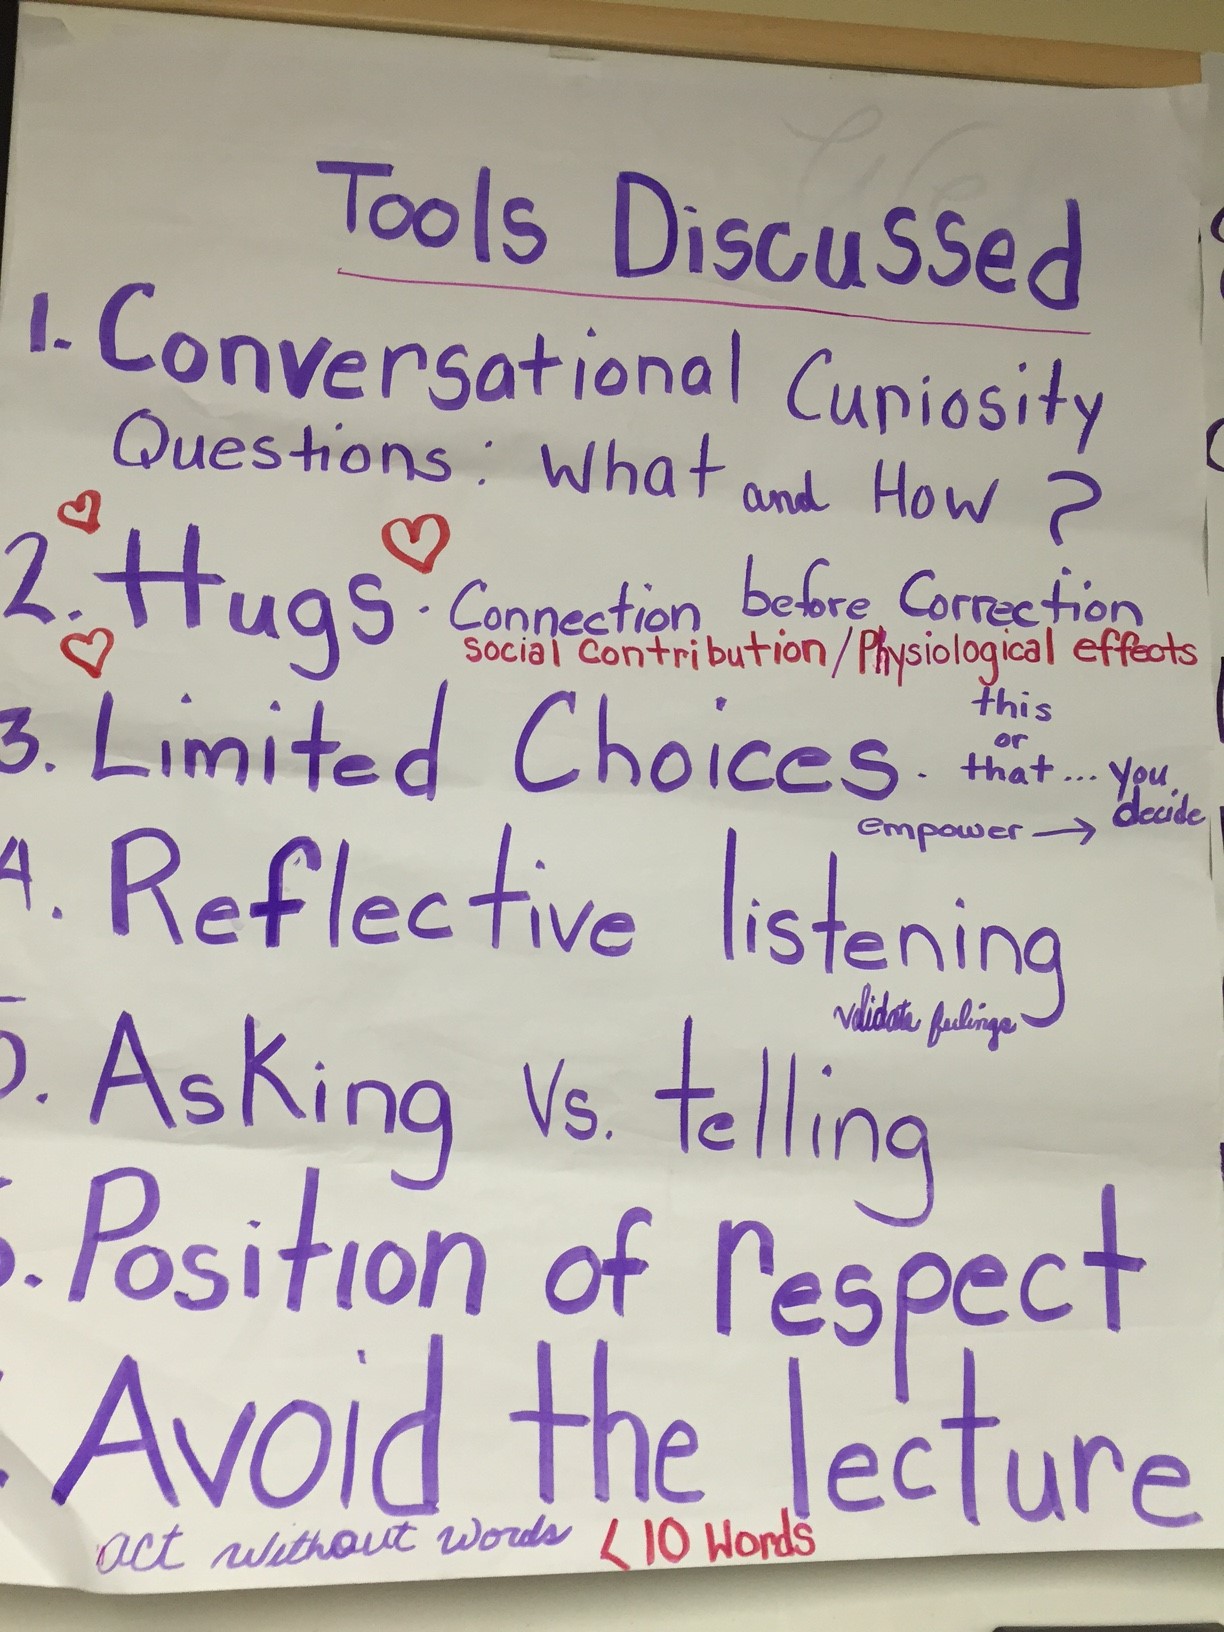 Tools Discussed
1. Conversational Curiosity
Questions: What and How?
2. Hugs. Connection before Correction
social contribution/Physiological effects
3. Limited Choices. this
or
that... you
decide
empower →
4. Reflective listening
validate feelings
5. Asking Vs. telling
6. Position of respect
Avoid the lecture
act without words < 10 Words